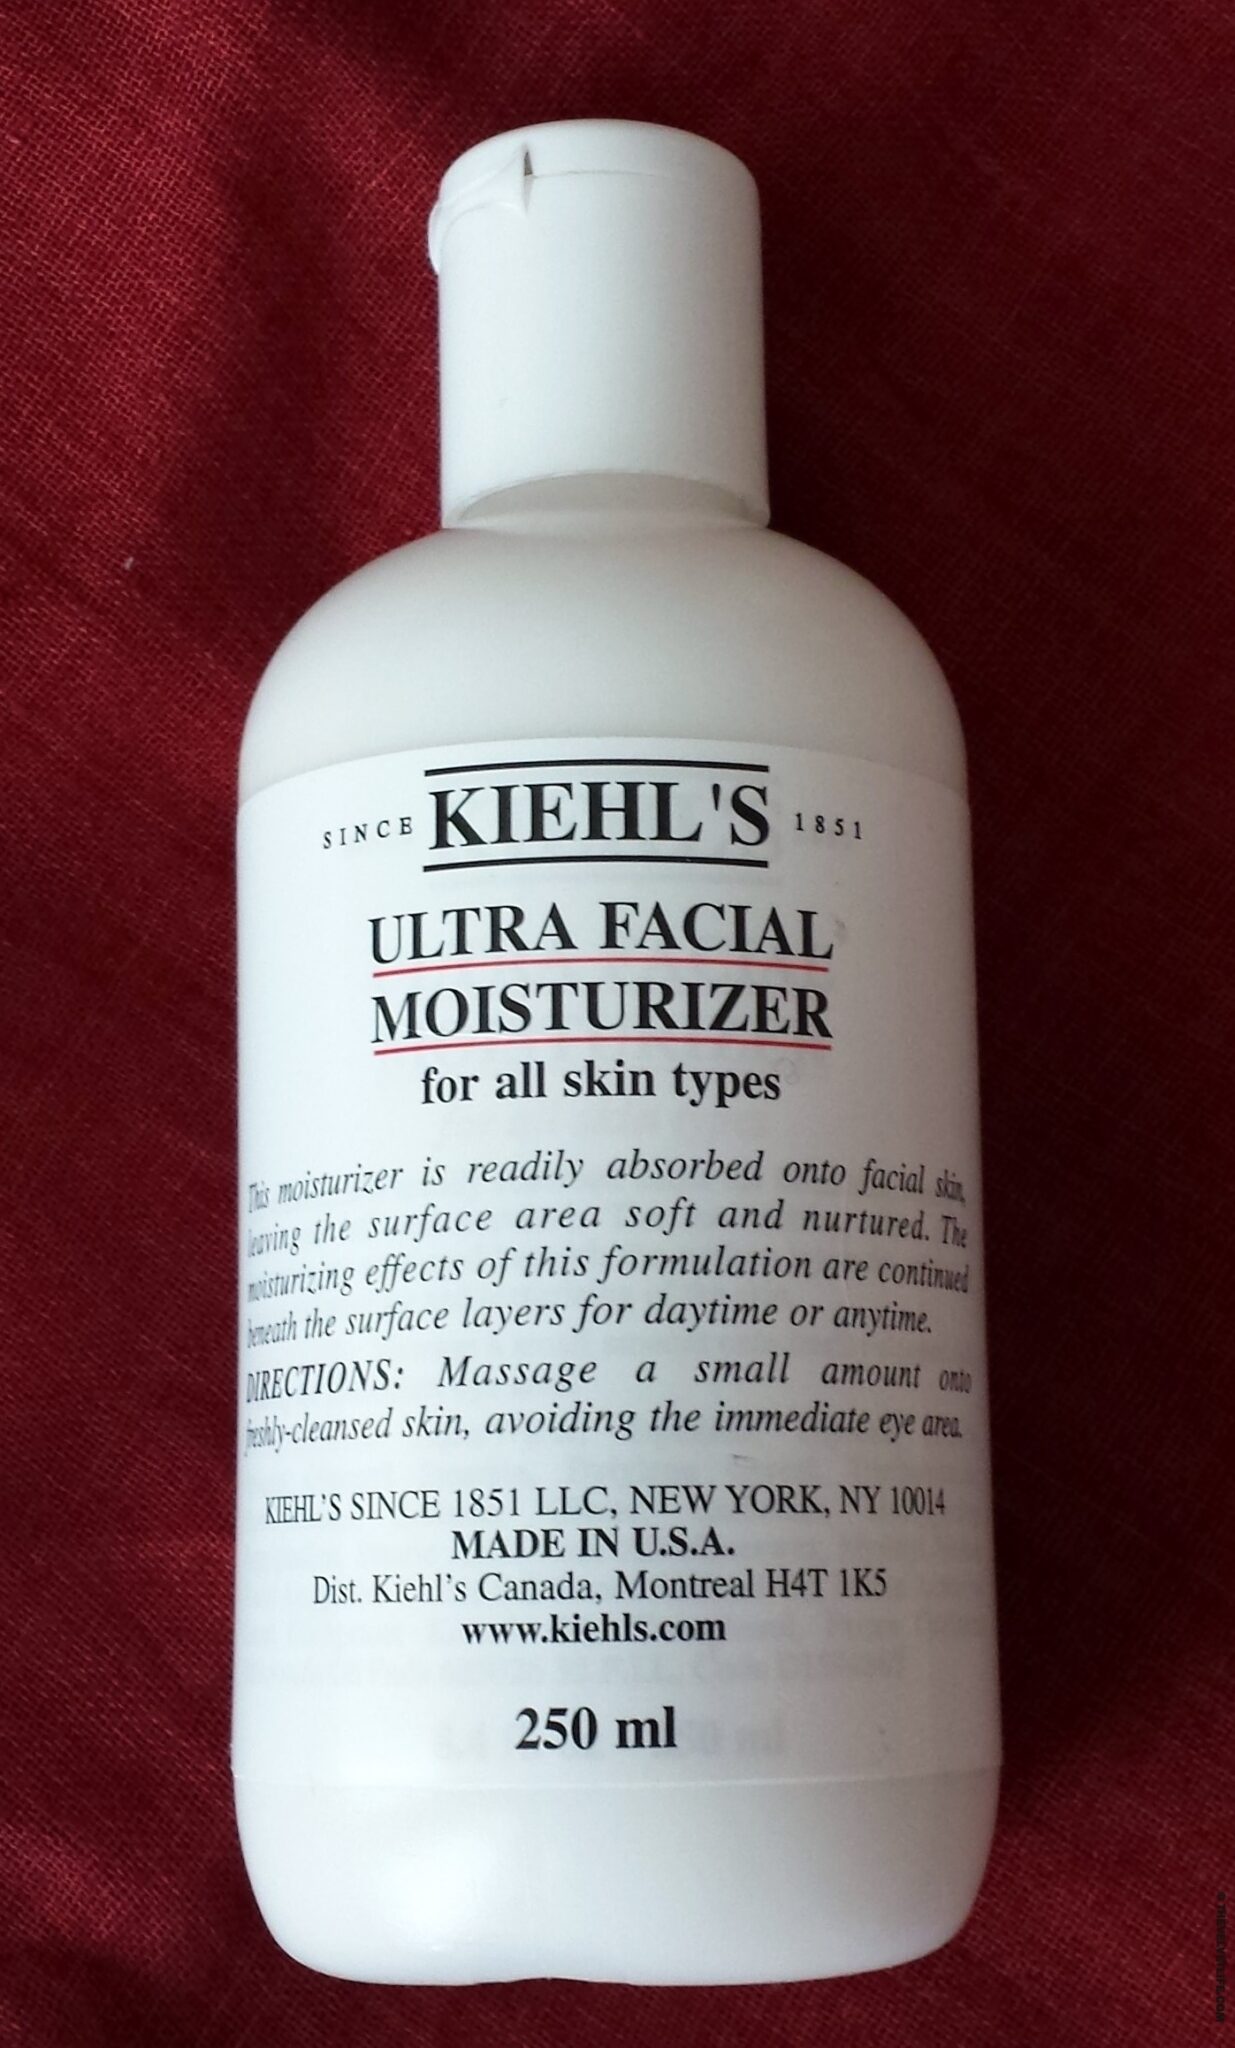 SINCE KIEHL'S 1851
ULTRA FACIAL
MOISTURIZER
for all skin types
This moisturizer is readily absorbed onto facial skin,
leaving the surface area soft and nurtured. The
moisturizing effects of this formulation are continued
beneath the surface layers for daytime or anytime.
DIRECTIONS: Massage a small amount onto
freshly-cleansed skin, avoiding the immediate eye area.
KIEHL'S SINCE 1851 LLC, NEW YORK, NY 10014
MADE IN U.S.A.
Dist. Kiehl's Canada, Montreal H4T 1K5
www.kiehls.com
250 ml